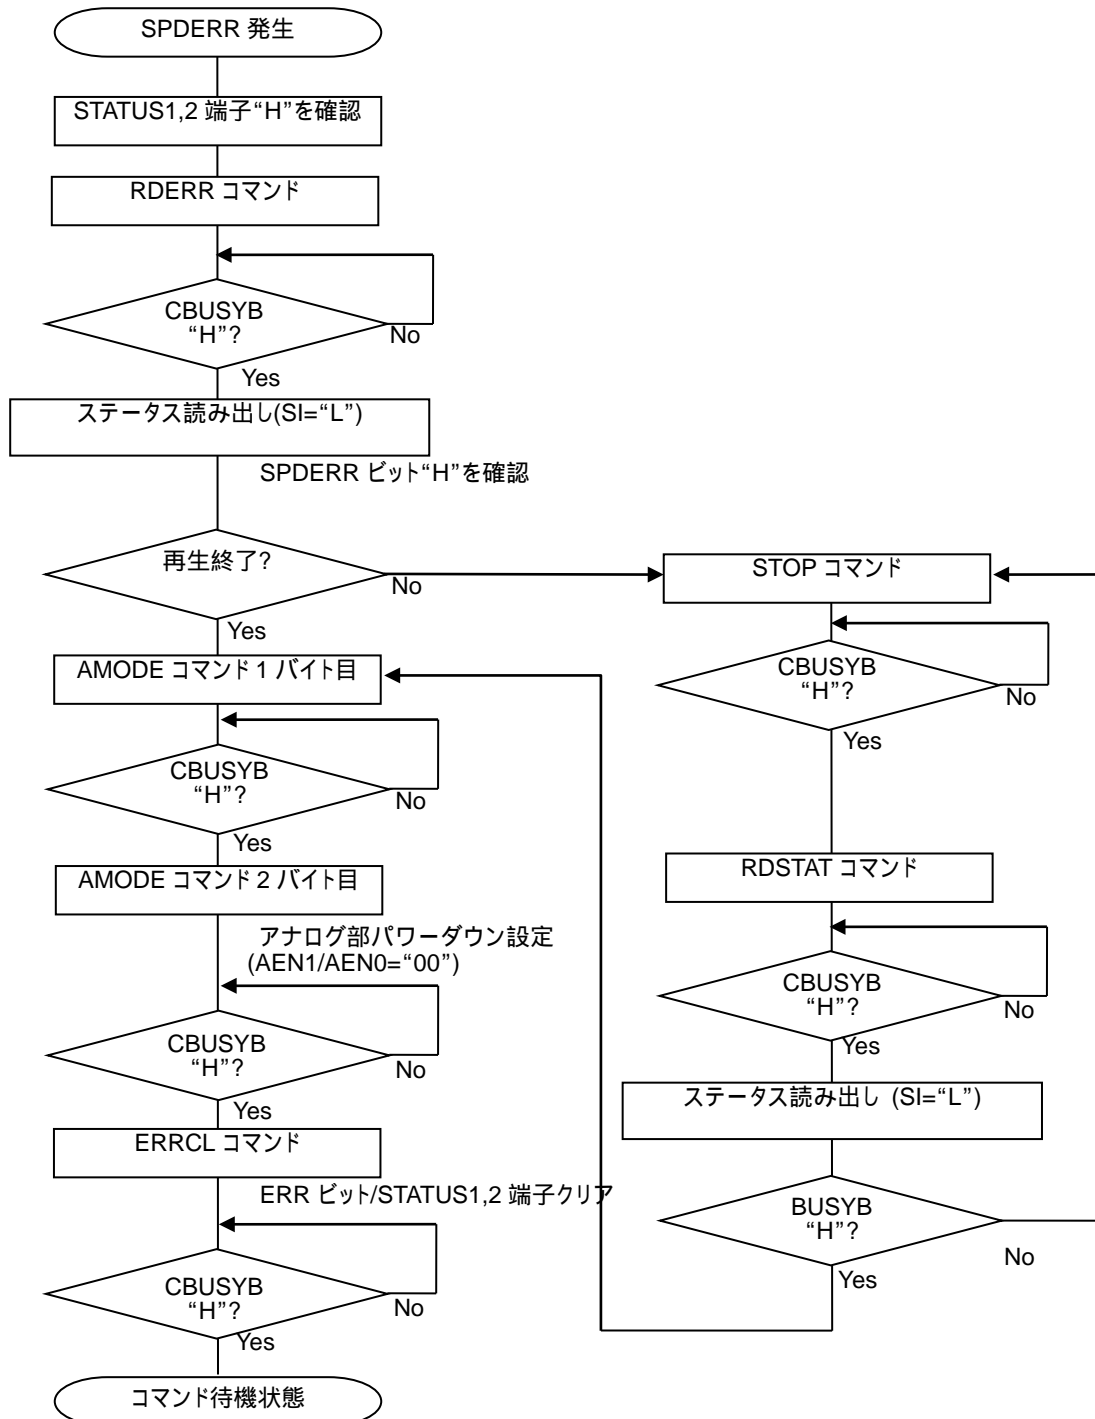 SPDERR 発生
STATUS1,2 端子“H”を確認
RDERR コマンド
CBUSYB
“H”?
No
Yes
ステータス読み出し(SI=“L”)
SPDERR ビット“H”を確認
再生終了?
No
Yes
AMODE コマンド 1 バイト目
CBUSYB
“H”?
No
Yes
AMODE コマンド 2 バイト目
アナログ部パワーダウン設定
(AEN1/AEN0=“00”)
CBUSYB
“H”?
No
Yes
ERRCL コマンド
ERR ビット/STATUS1,2 端子クリア
CBUSYB
“H”?
No
Yes
コマンド待機状態
STOP コマンド
CBUSYB
“H”?
No
Yes
RDSTAT コマンド
CBUSYB
“H”?
No
Yes
ステータス読み出し (SI=“L”)
BUSYB
“H”?
No
Yes